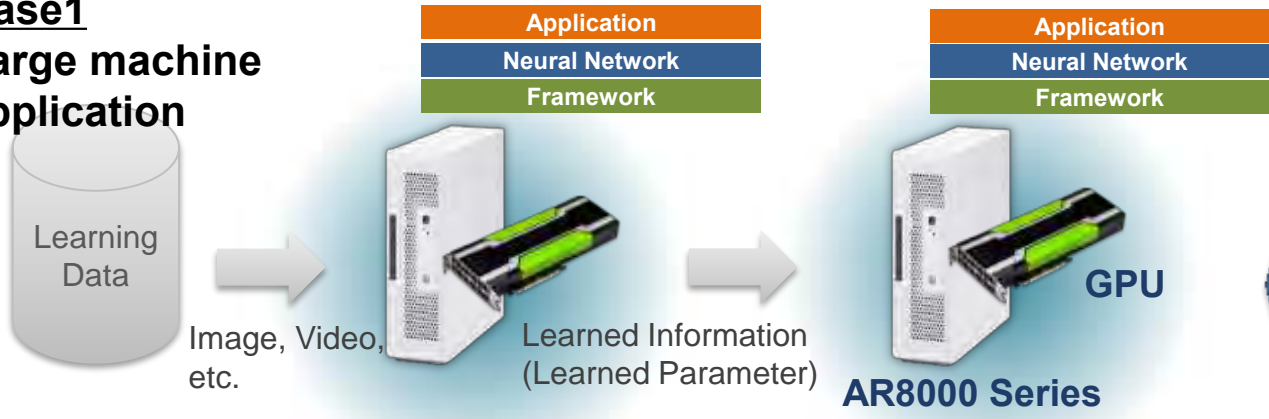 ase1
arge machine
pplication
Learning
Data
Image, Video,
etc.
Application
Neural Network
Framework
Learned Information
(Learned Parameter)
Application
Neural Network
Framework
GPU
AR8000 Series